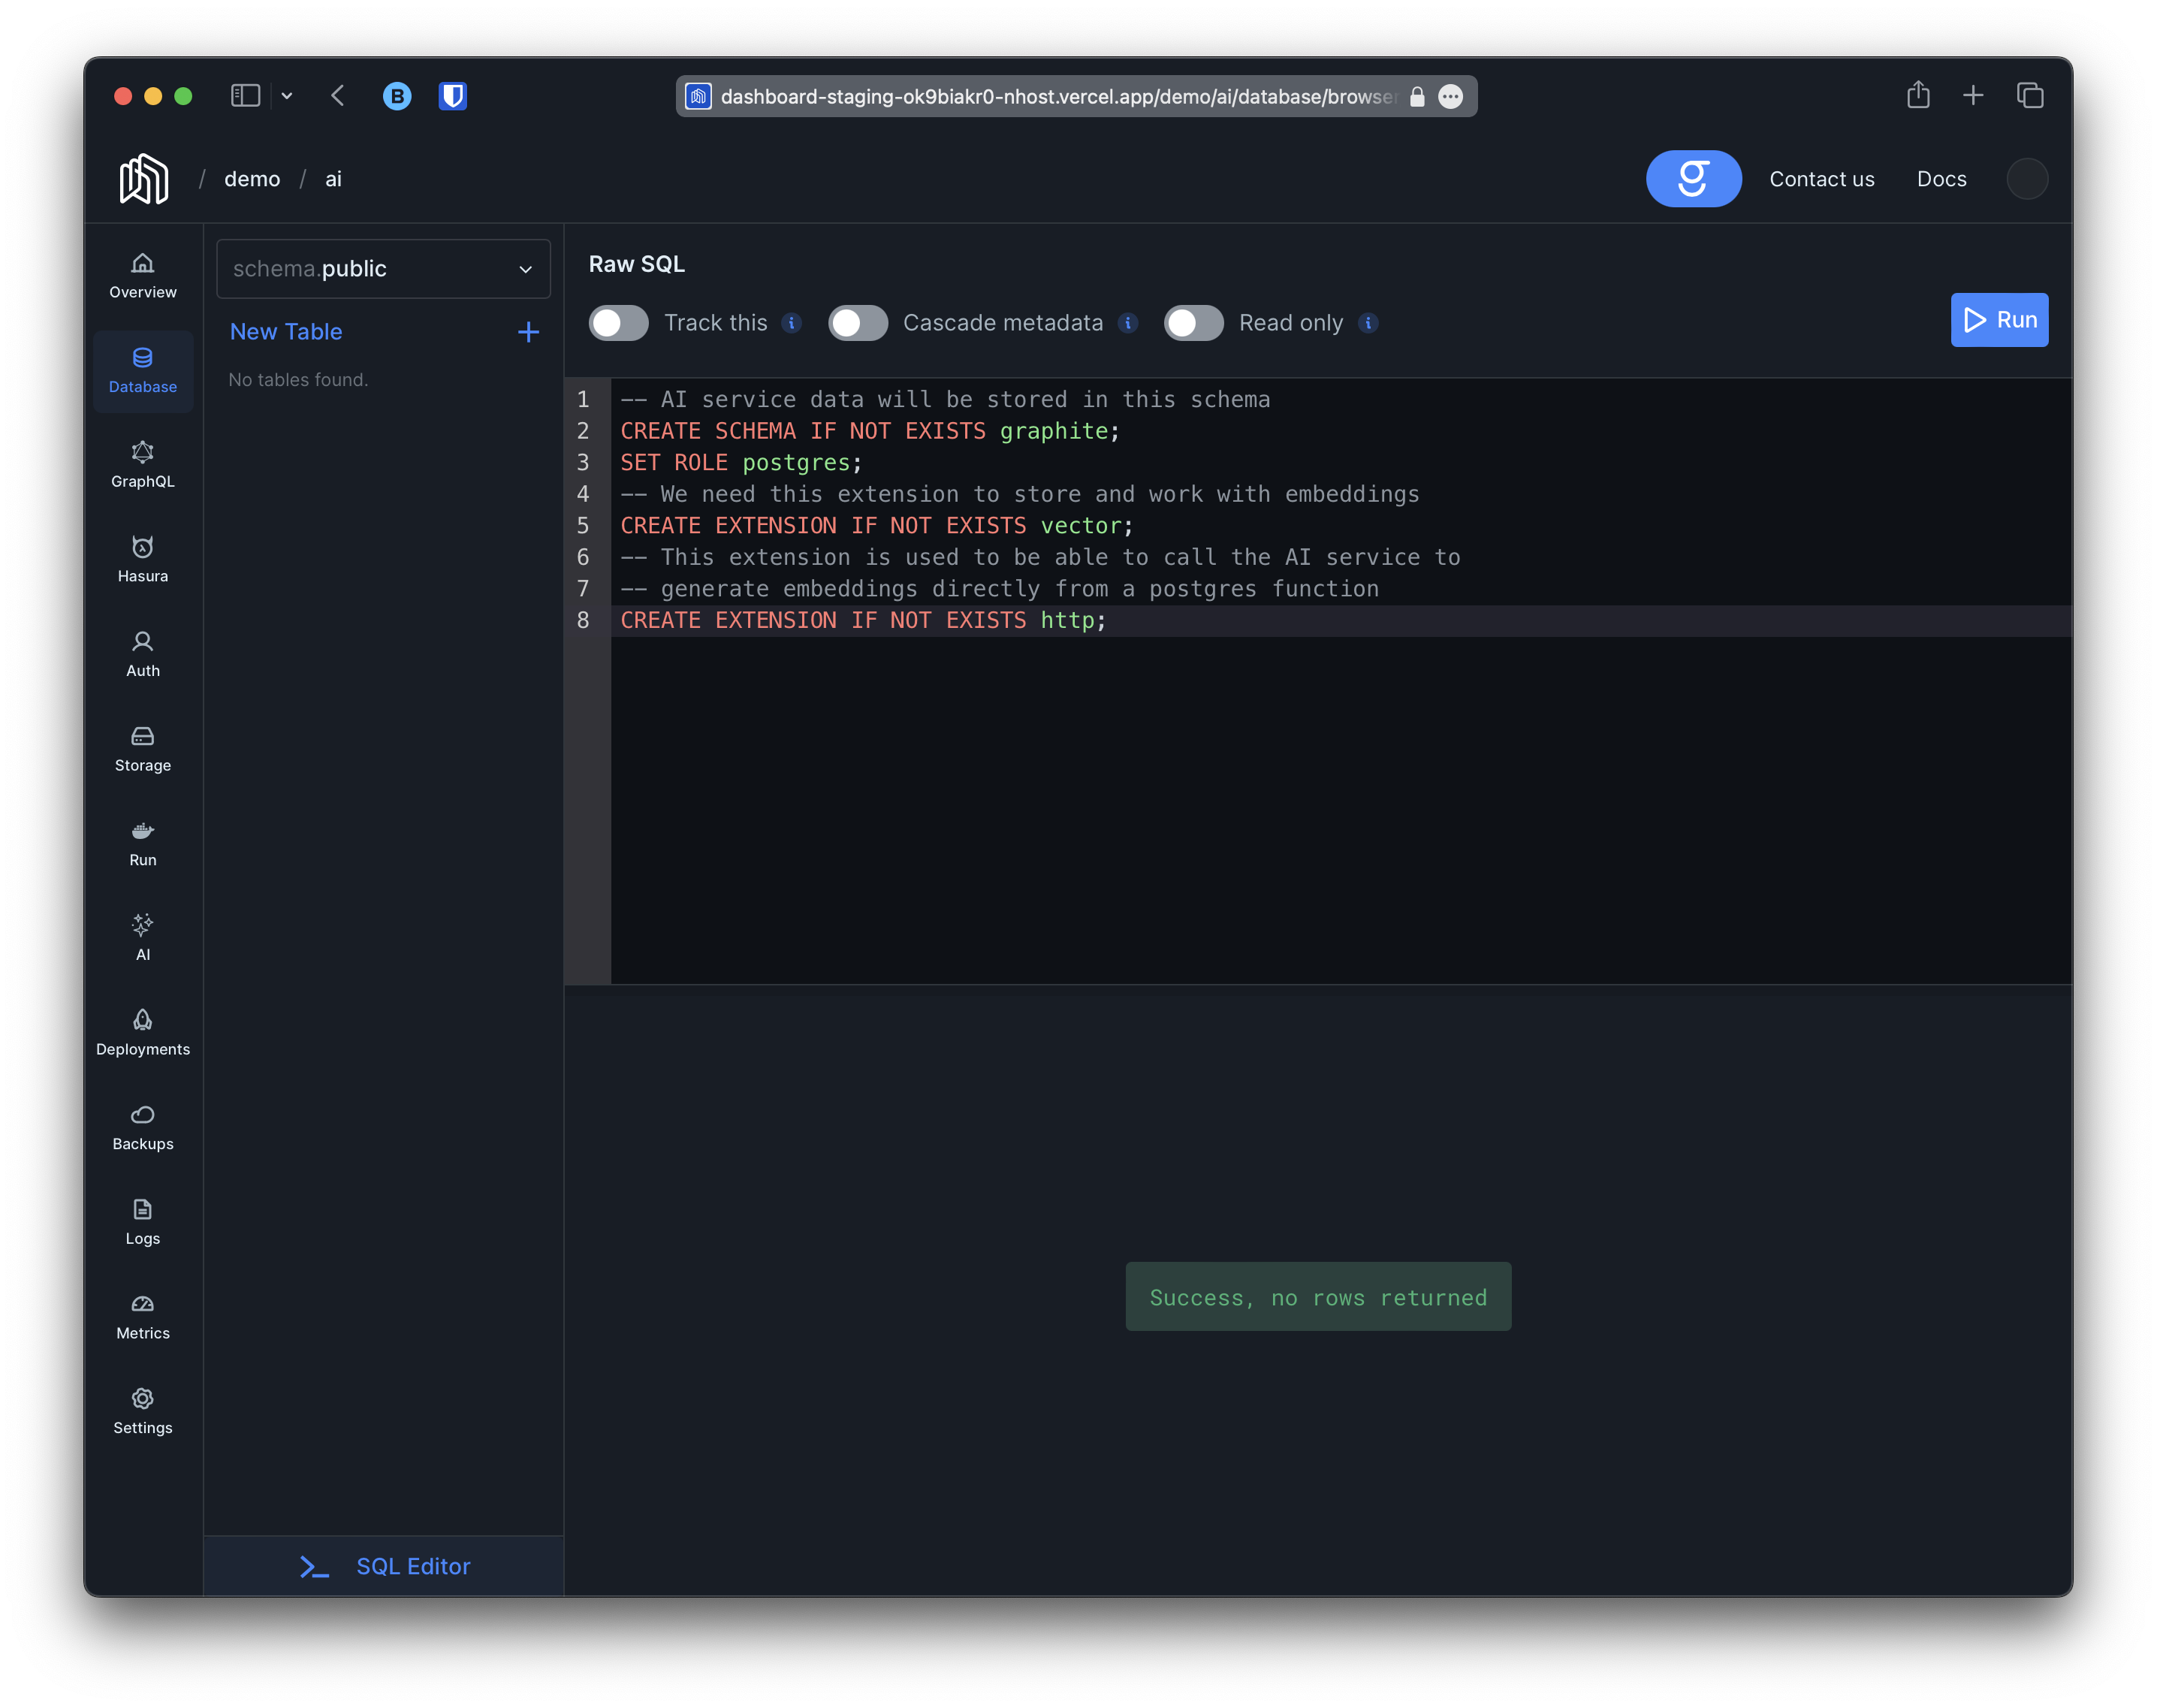 dashboard-staging-ok9biakr0-nhost.vercel.app/demo/ai/database/browser
/ demo / ai
Contact us
Docs
Overview
Database
GraphQL
Hasura
Auth
Storage
Run
AI
Deployments
Backups
Logs
Metrics
Settings
schema.public
New Table
No tables found.
SQL Editor
Raw SQL
Track this
Cascade metadata
Read only
Run
1 -- AI service data will be stored in this schema
2 CREATE SCHEMA IF NOT EXISTS graphite;
3 SET ROLE postgres;
4 -- We need this extension to store and work with embeddings
5 CREATE EXTENSION IF NOT EXISTS vector;
6 -- This extension is used to be able to call the AI service to
7 -- generate embeddings directly from a postgres function
8 CREATE EXTENSION IF NOT EXISTS http;
Success, no rows returned